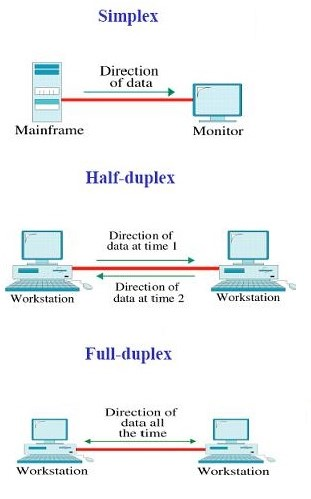 Simplex
Direction
of data
Mainframe
Monitor
Half-duplex
Direction of
data at time 1
Direction of
data at time 2
Workstation
Workstation
Full-duplex
Direction of
data all
the time
Workstation
Workstation